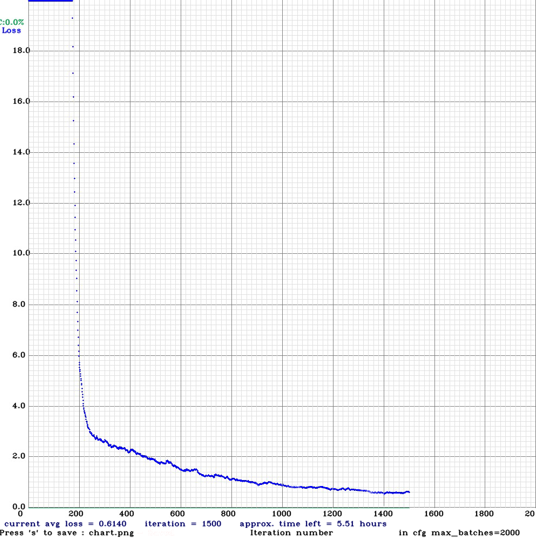 C:0.0%
Loss
18.0
16.0
14.0
12.0
10.0
8.0
6.0
4.0
2.0
0.0
0 200 400 600 800 1000 1200 1400 1600 1800 20
current avg loss = 0.6140 iteration = 1500 approx. time left = 5.51 hours
Press 's' to save : chart.png Iteration number in cfg max_batches=2000